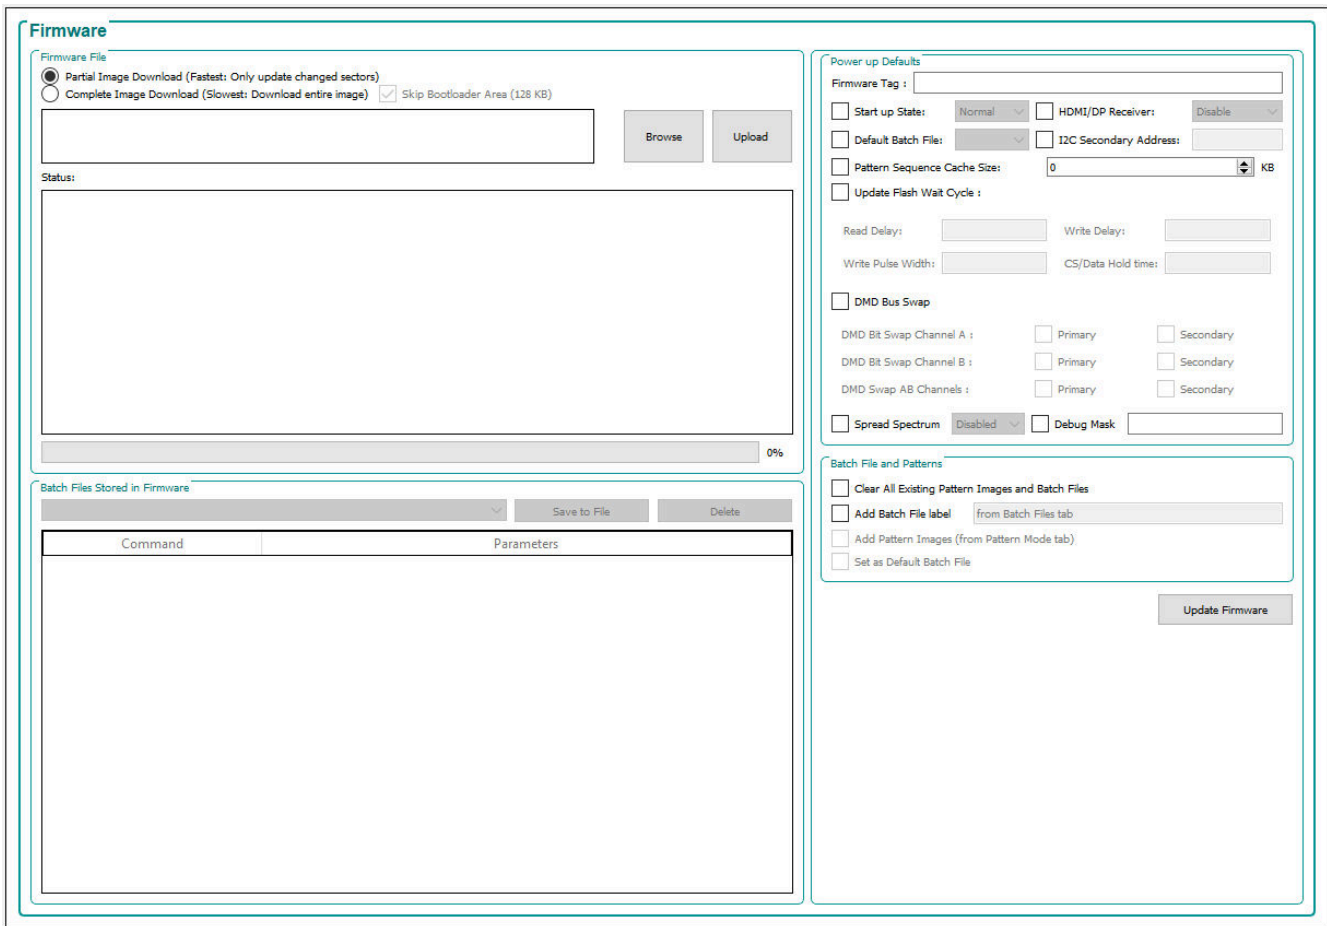 Firmware
Firmware File
Partial Image Download (Fastest: Only update changed sectors)
Complete Image Download (Slowest: Download entire image) Skip Bootloader Area (128 KB)
Browse Upload
Status:
0%
Batch Files Stored in Firmware
Save to File Delete
Command Parameters
Power up Defaults
Firmware Tag :
Start up State: Normal HDMI/DP Receiver: Disable
Default Batch File: I2C Secondary Address:
Pattern Sequence Cache Size: 0 KB
Update Flash Wait Cycle :
Read Delay: Write Delay:
Write Pulse Width: CS/Data Hold time:
DMD Bus Swap
DMD Bit Swap Channel A : Primary Secondary
DMD Bit Swap Channel B : Primary Secondary
DMD Swap AB Channels : Primary Secondary
Spread Spectrum Disabled Debug Mask
Batch File and Patterns
Clear All Existing Pattern Images and Batch Files
Add Batch File label from Batch Files tab
Add Pattern Images (from Pattern Mode tab)
Set as Default Batch File
Update Firmware